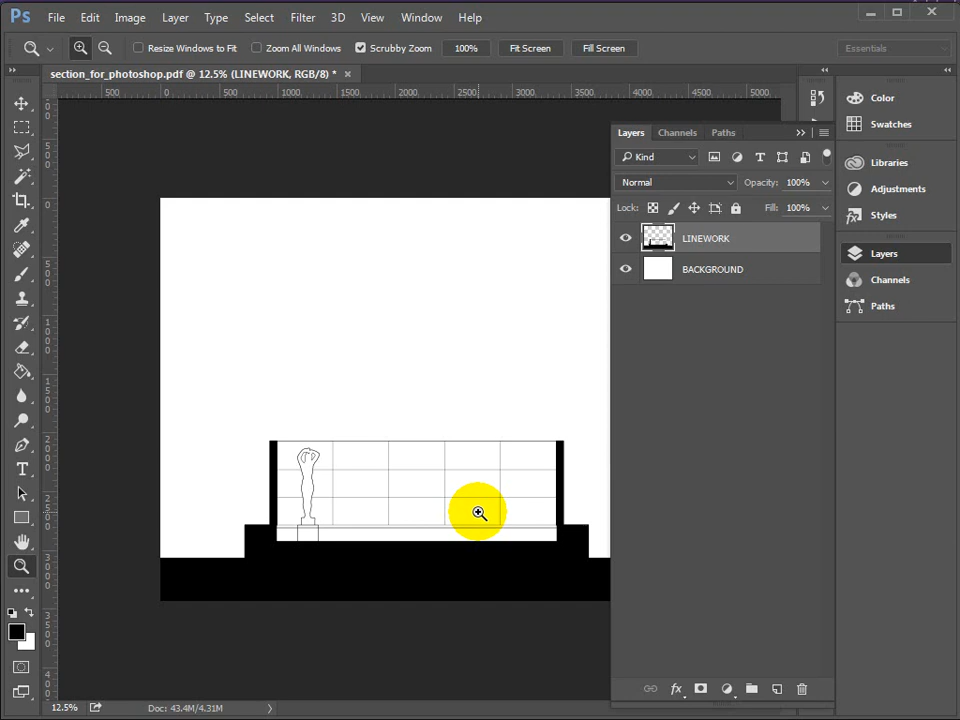 Ps File Edit Image Layer Type Select Filter 3D View Window Help
Resize Windows to Fit Zoom All Windows Scrubby Zoom 100% Fit Screen Fill Screen Essentials
section_for_photoshop.pdf @ 12.5% (LINEWORK, RGB/8) *
500 0 500 1000 1500 2000 2500 3000 3500 4000 4500 5000
Layers Channels Paths
Kind
Normal Opacity: 100%
Lock: Fill: 100%
LINEWORK
BACKGROUND
Color
Swatches
Libraries
Adjustments
Styles
Layers
Channels
Paths
fx
12.5% Doc: 43.4M/4.31M